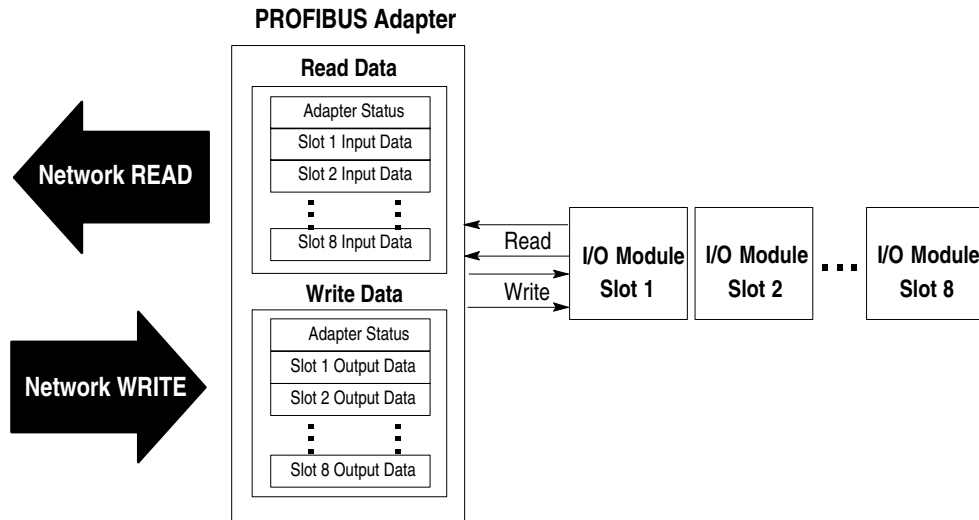 PROFIBUS Adapter
Read Data
Adapter Status
Slot 1 Input Data
Slot 2 Input Data
Slot 8 Input Data
Network READ
Read
Write
I/O Module
Slot 1
I/O Module
Slot 2
I/O Module
Slot 8
Write Data
Adapter Status
Slot 1 Output Data
Slot 2 Output Data
Slot 8 Output Data
Network WRITE